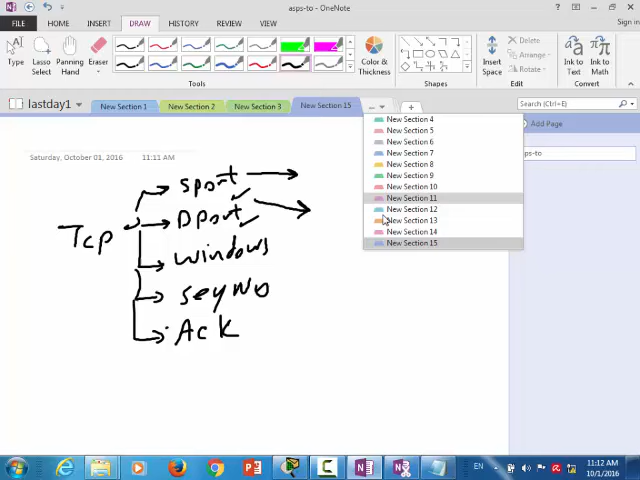 asps-to - OneNote
FILE HOME INSERT DRAW HISTORY REVIEW VIEW
Sign in
Type
Lasso Select
Panning Hand
Eraser
Color & Thickness
Insert Space
Delete
Arrange
Rotate
Ink to Text
Ink to Math
Tools
Shapes
Edit
Convert
lastday1 New Section 1 New Section 2 New Section 3 New Section 15
Search (Ctrl+E)
Add Page
ps-to
New Section 4
New Section 5
New Section 6
New Section 7
New Section 8
New Section 9
New Section 10
New Section 11
New Section 12
New Section 13
New Section 14
New Section 15
Saturday, October 01, 2016 11:11 AM
Tcp
sport
Dport
windows
seyNo
Ack
EN
11:12 AM
10/1/2016